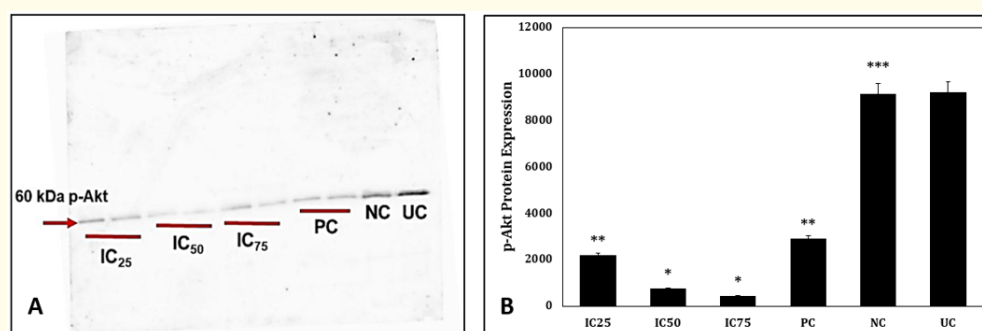 60 kDa p-Akt
IC25
IC50
IC75
PC
NC
UC
A
p-Akt Protein Expression
12000
10000
8000
6000
4000
2000
0
**
*
*
**
***
IC25 IC50 IC75 PC NC UC
B